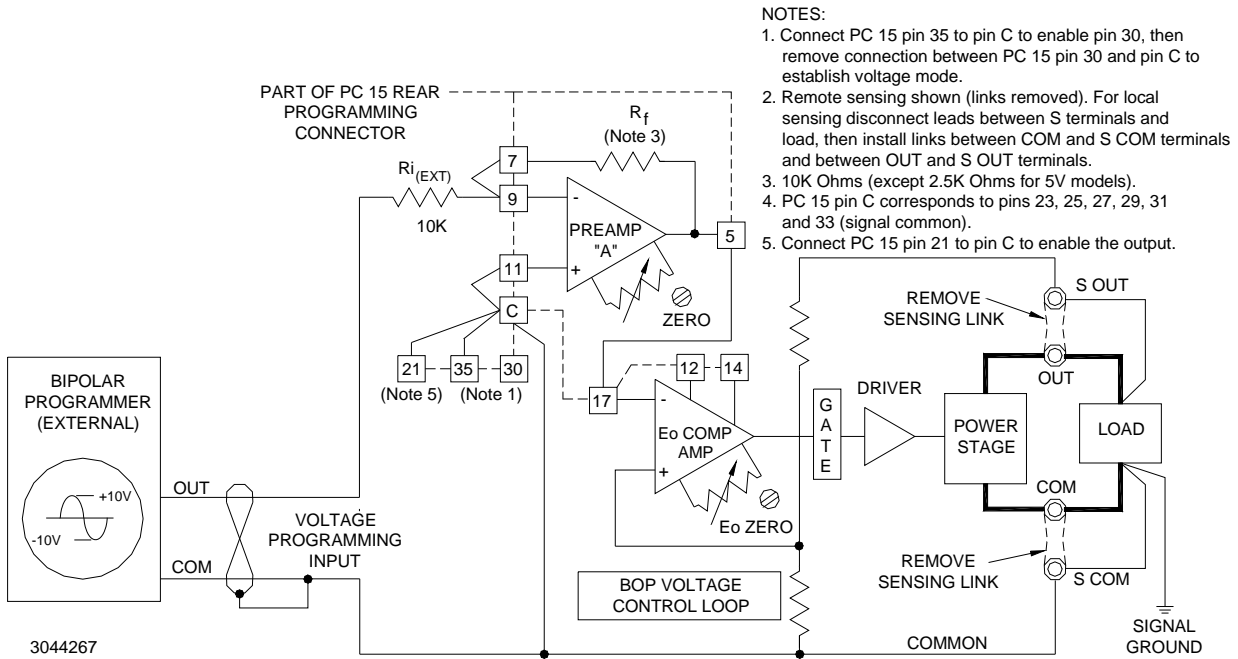 NOTES:
1. Connect PC 15 pin 35 to pin C to enable pin 30, then
remove connection between PC 15 pin 30 and pin C to
establish voltage mode.
2. Remote sensing shown (links removed). For local
sensing disconnect leads between S terminals and
load, then install links between COM and S COM terminals
and between OUT and S OUT terminals.
3. 10K Ohms (except 2.5K Ohms for 5V models).
4. PC 15 pin C corresponds to pins 23, 25, 27, 29, 31
and 33 (signal common).
5. Connect PC 15 pin 21 to pin C to enable the output.
PART OF PC 15 REAR
PROGRAMMING
CONNECTOR
Rf
(Note 3)
7
Ri(EXT)
9
10K
-
PREAMP
"A"
+
5
11
C
ZERO
21
35
30
(Note 5)
(Note 1)
17
12
14
-
Eo COMP
AMP
+
Eo ZERO
GATE
DRIVER
POWER
STAGE
LOAD
REMOVE
SENSING LINK
S OUT
OUT
COM
REMOVE
SENSING LINK
S COM
SIGNAL
GROUND
BIPOLAR
PROGRAMMER
(EXTERNAL)
+10V
-10V
OUT
COM
VOLTAGE
PROGRAMMING
INPUT
BOP VOLTAGE
CONTROL LOOP
COMMON
3044267